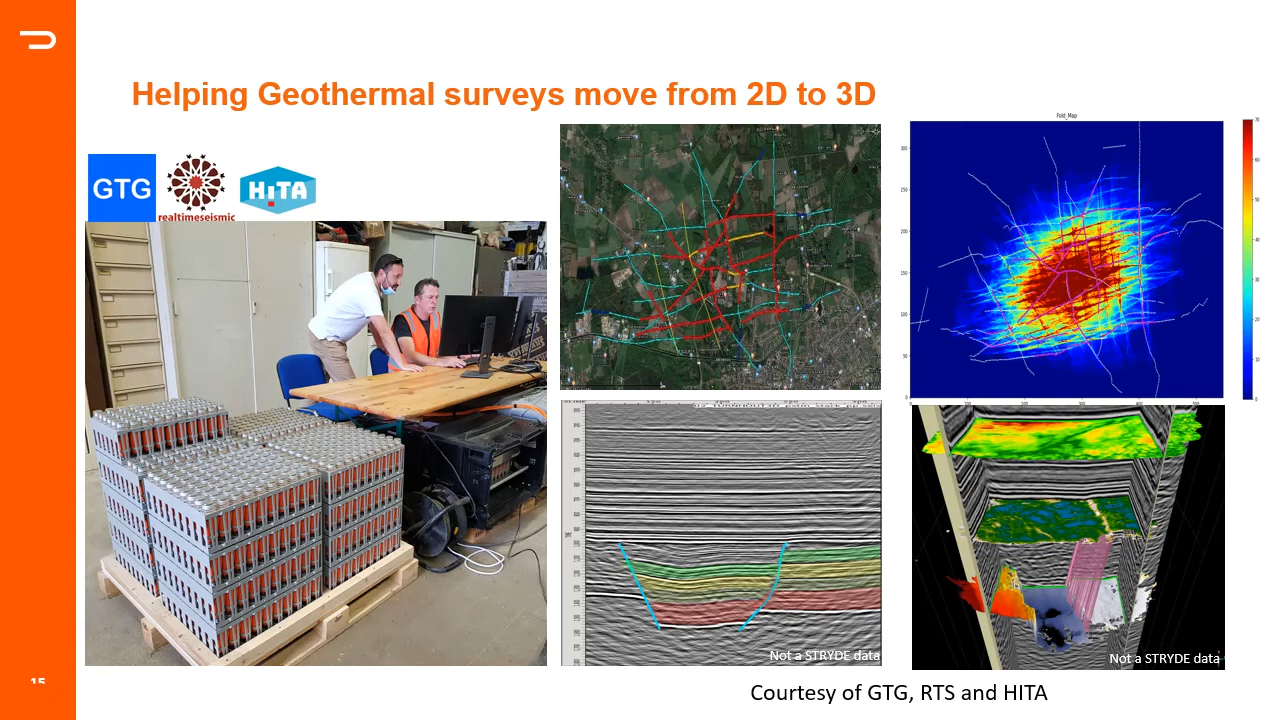 Helping Geothermal surveys move from 2D to 3D
GTG
realtimeseismic
HiTA
Fold_Map
Not a STRYDE data
Not a STRYDE data
Courtesy of GTG, RTS and HITA
15